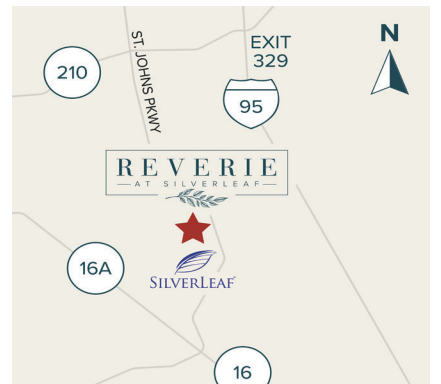 EXIT
329
N
210
ST. JOHNS PKWY
95
REVERIE
AT SILVERLEAF
16A
SILVERLEAF
16